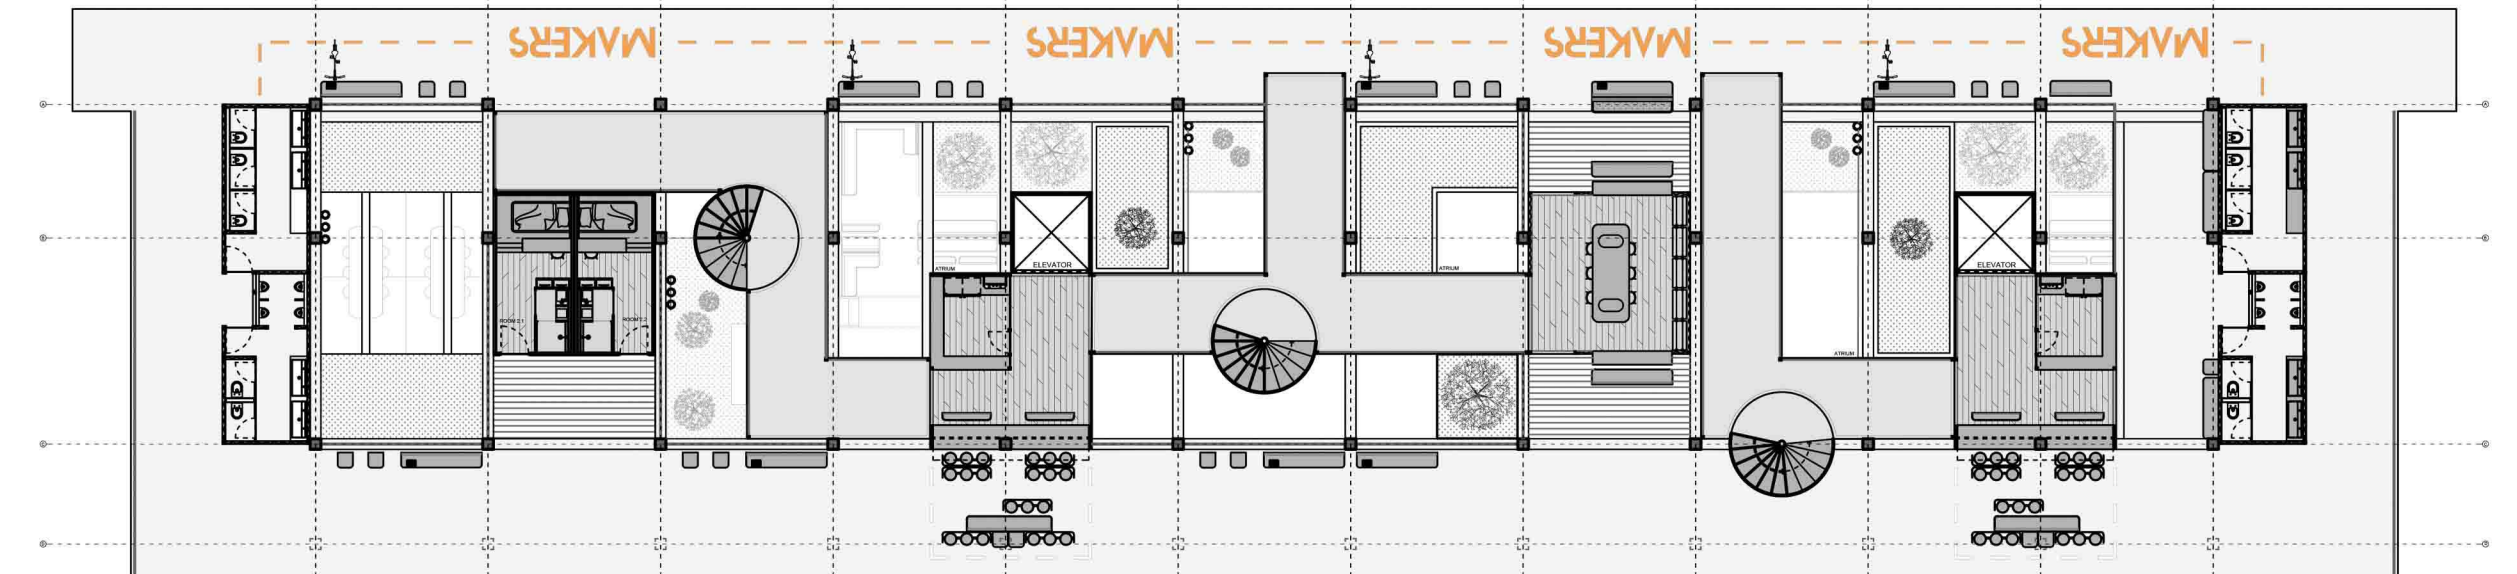 MAKERS MAKERS MAKERS MAKERS
A A
B B
ATRIUM ELEVATOR ATRIUM ELEVATOR
ROOM 2.1 ROOM 2.2
ATRIUM
C C
D D